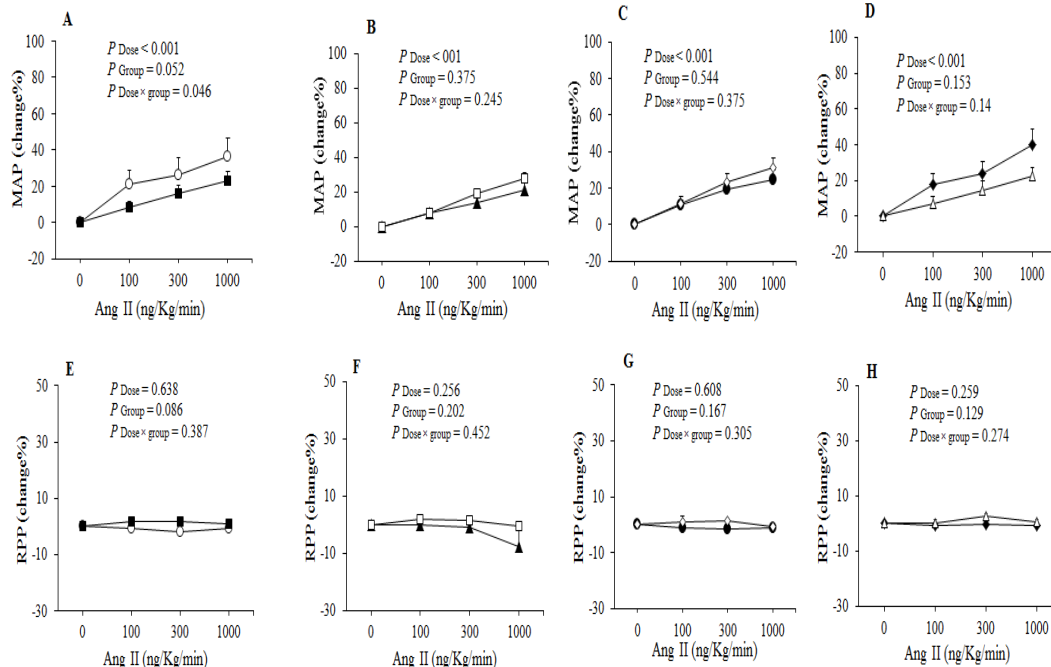 A
P Dose < 0.001
P Group = 0.052
P Dose × group = 0.046
MAP (change%)
100
80
60
40
20
0
-20
0 100 300 1000
Ang II (ng/Kg/min)
B
P Dose < 001
P Group = 0.375
P Dose × group = 0.245
MAP (change%)
100
80
60
40
20
0
-20
0 100 300 1000
Ang II (ng/Kg/min)
C
P Dose < 0.001
P Group = 0.544
P Dose × group = 0.375
MAP (change%)
100
80
60
40
20
0
-20
0 100 300 1000
Ang II (ng/Kg/min)
D
P Dose < 0.001
P Group = 0.153
P Dose × group = 0.14
MAP (change%)
100
80
60
40
20
0
-20
0 100 300 1000
Ang II (ng/Kg/min)
E
P Dose = 0.638
P Group = 0.086
P Dose × group = 0.387
RPP (change%)
50
30
10
-10
-30
0 100 300 1000
Ang II (ng/Kg/min)
F
P Dose = 0.256
P Group = 0.202
P Dose × group = 0.452
RPP (change%)
50
30
10
-10
-30
0 100 300 1000
Ang II (ng/Kg/min)
G
P Dose = 0.608
P Group = 0.167
P Dose × group = 0.305
RPP (change%)
50
30
10
-10
-30
0 100 300 1000
Ang II (ng/Kg/min)
H
P Dose = 0.259
P Group = 0.129
P Dose × group = 0.274
RPP (change%)
50
30
10
-10
-30
0 100 300 1000
Ang II (ng/Kg/min)